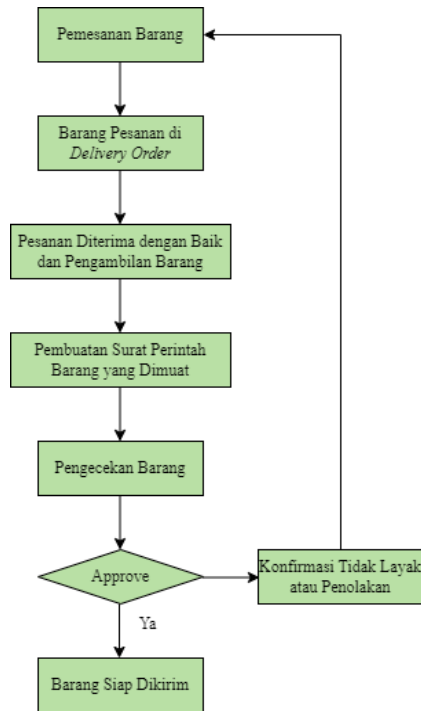 Pemesanan Barang
Barang Pesanan di
Delivery Order
Pesanan Diterima dengan Baik
dan Pengambilan Barang
Pembuatan Surat Perintah
Barang yang Dimuat
Pengecekan Barang
Approve
Konfirmasi Tidak Layak
atau Penolakan
Ya
Barang Siap Dikirim